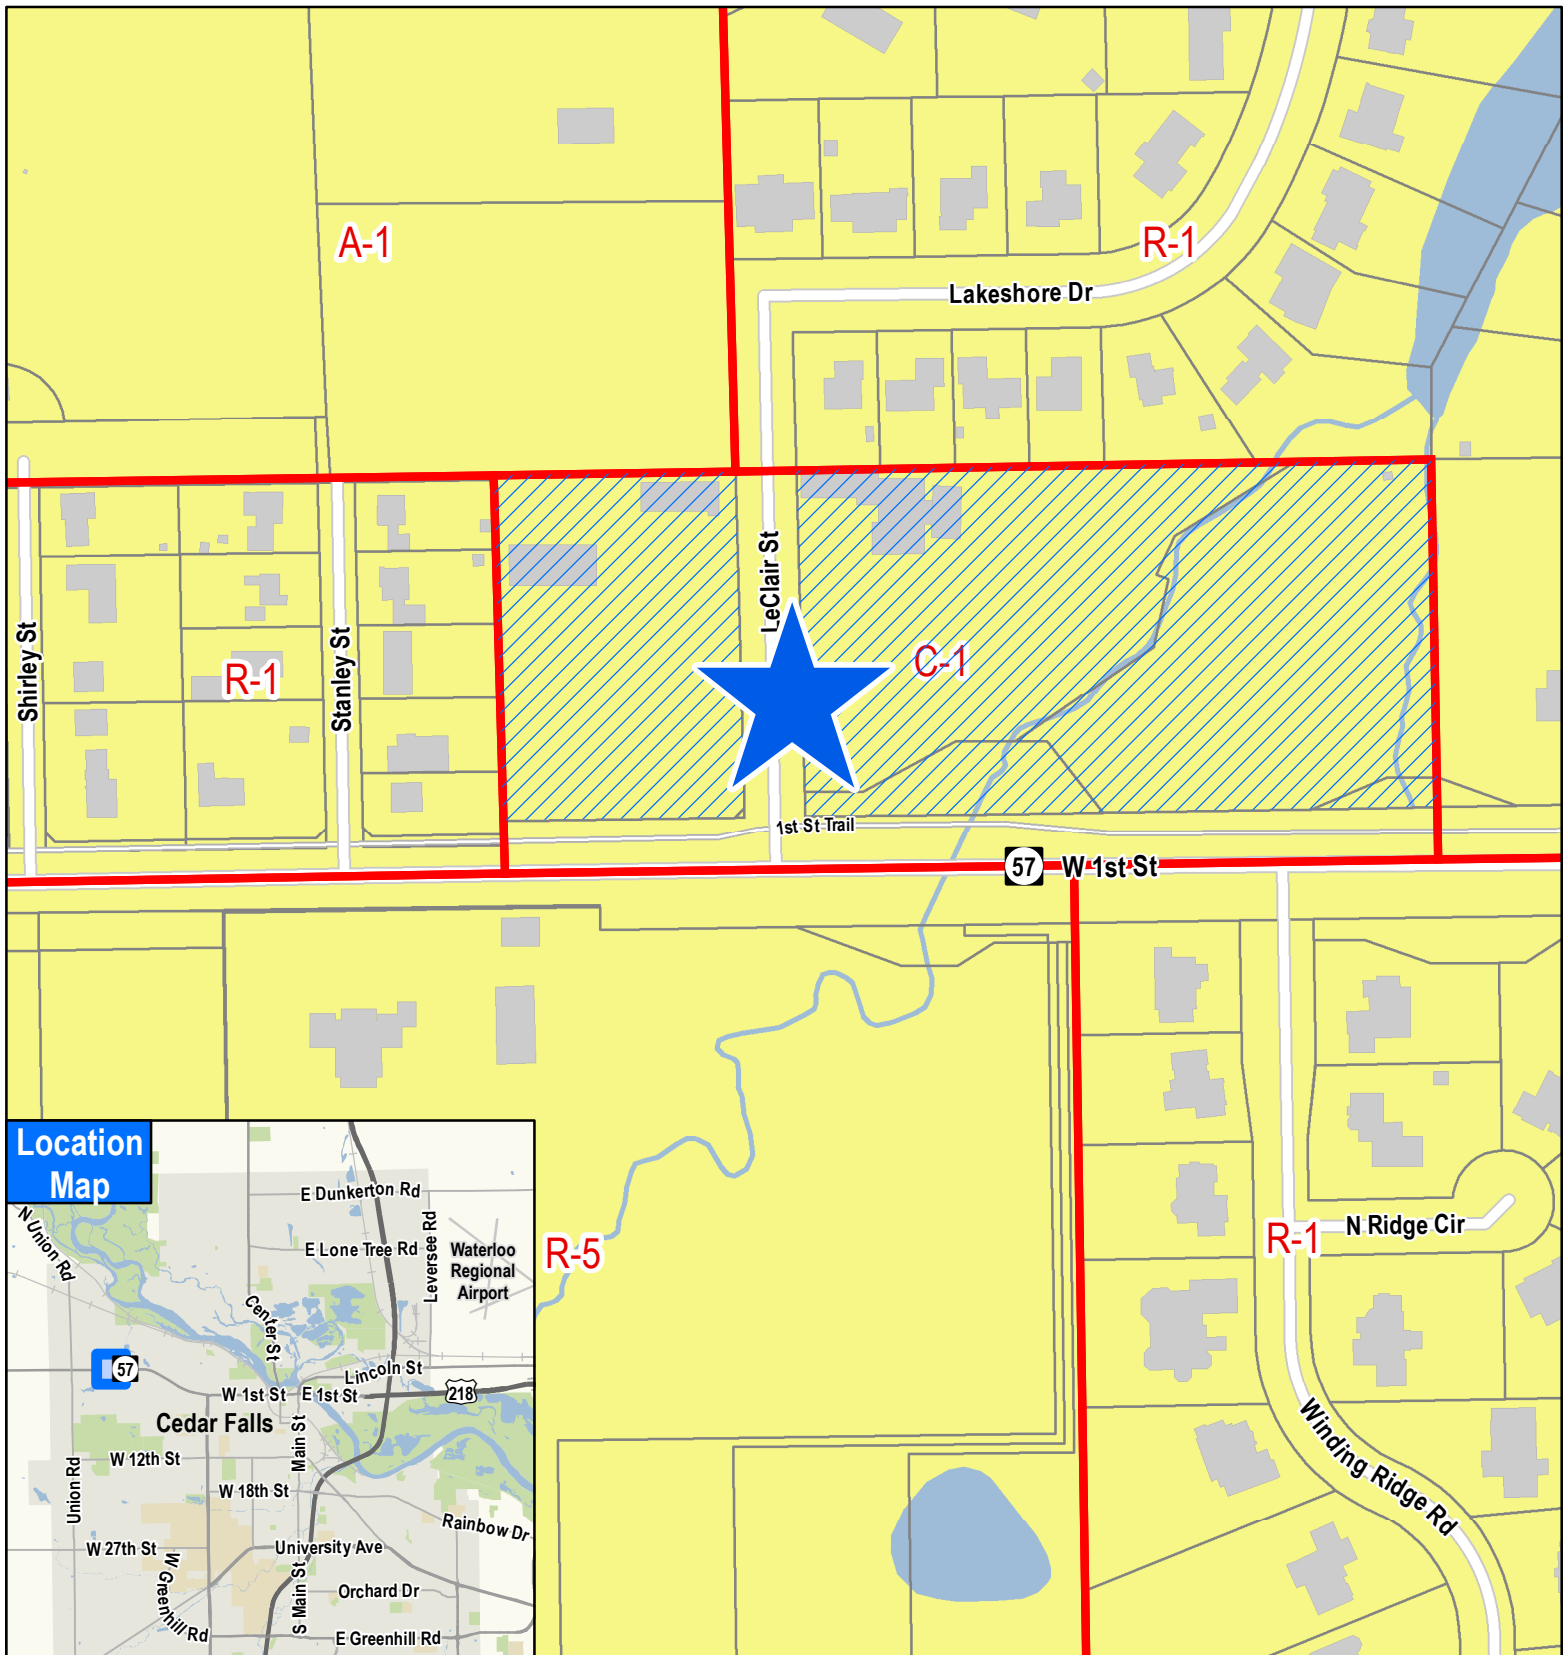 A-1
R-1
Lakeshore Dr
LeClair St
Shirley St
Stanley St
R-1
C-1
1st St Trail
57
W 1st St
R-5
R-1
N Ridge Cir
Winding Ridge Rd
Location
Map
E Dunkerton Rd
N Union Rd
E Lone Tree Rd
Leversee Rd
Waterloo
Regional
Airport
Center St
57
Lincoln St
W 1st St
E 1st St
218
Cedar Falls
Main St
W 12th St
Union Rd
W 18th St
Rainbow Dr
W 27th St
University Ave
W Greenhill Rd
S Main St
Orchard Dr
E Greenhill Rd